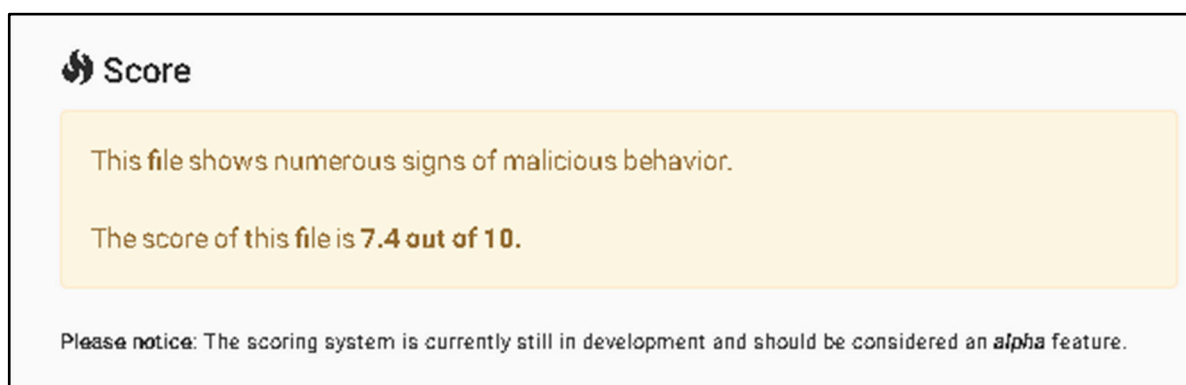 Score
This file shows numerous signs of malicious behavior.
The score of this file is 7.4 out of 10.
Please notice: The scoring system is currently still in development and should be considered an alpha feature.